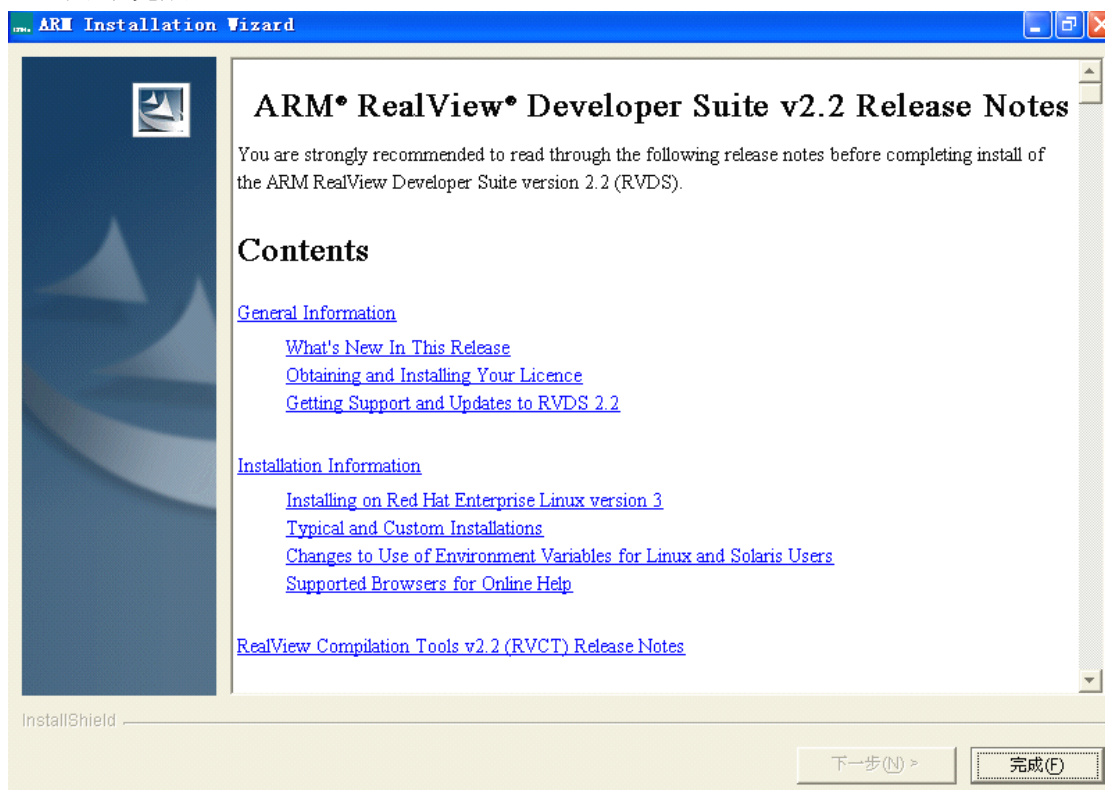 ARM Installation Wizard
ARM® RealView® Developer Suite v2.2 Release Notes
You are strongly recommended to read through the following release notes before completing install of
the ARM RealView Developer Suite version 2.2 (RVDS).
Contents
General Information
What's New In This Release
Obtaining and Installing Your Licence
Getting Support and Updates to RVDS 2.2
Installation Information
Installing on Red Hat Enterprise Linux version 3
Typical and Custom Installations
Changes to Use of Environment Variables for Linux and Solaris Users
Supported Browsers for Online Help
RealView Compilation Tools v2.2 (RVCT) Release Notes
InstallShield
下一步(N) >
完成(F)